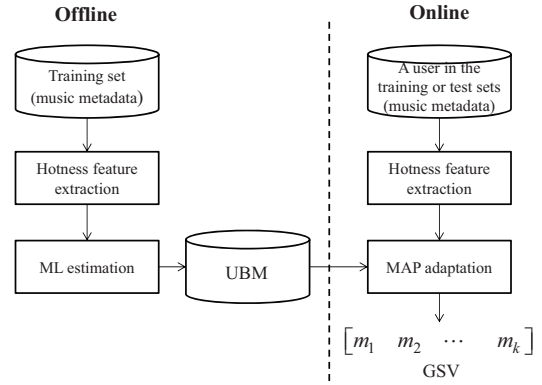 Offline
Training set
(music metadata)
Hotness feature
extraction
ML estimation
UBM
Online
A user in the
training or test sets
(music metadata)
Hotness feature
extraction
MAP adaptation
[m₁ m₂ ⋯ mₖ]
GSV